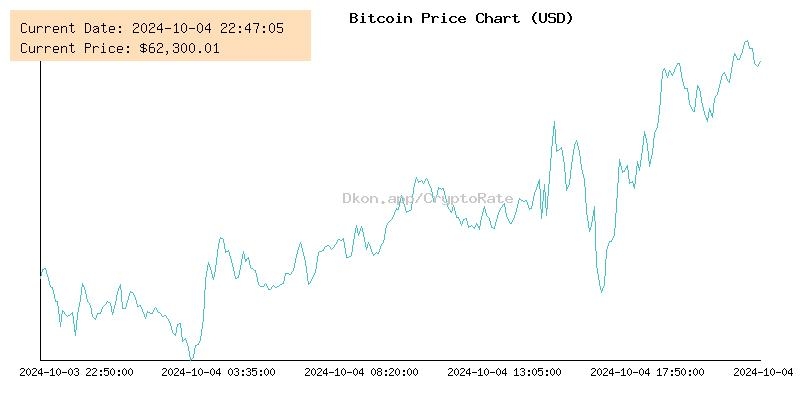 Bitcoin Price Chart (USD)
Current Date: 2024-10-04 22:47:05
Current Price: $62,300.01
Dkon.app/CryptoRate
2024-10-03 22:50:00 2024-10-04 03:35:00 2024-10-04 08:20:00 2024-10-04 13:05:00 2024-10-04 17:50:00 2024-10-04